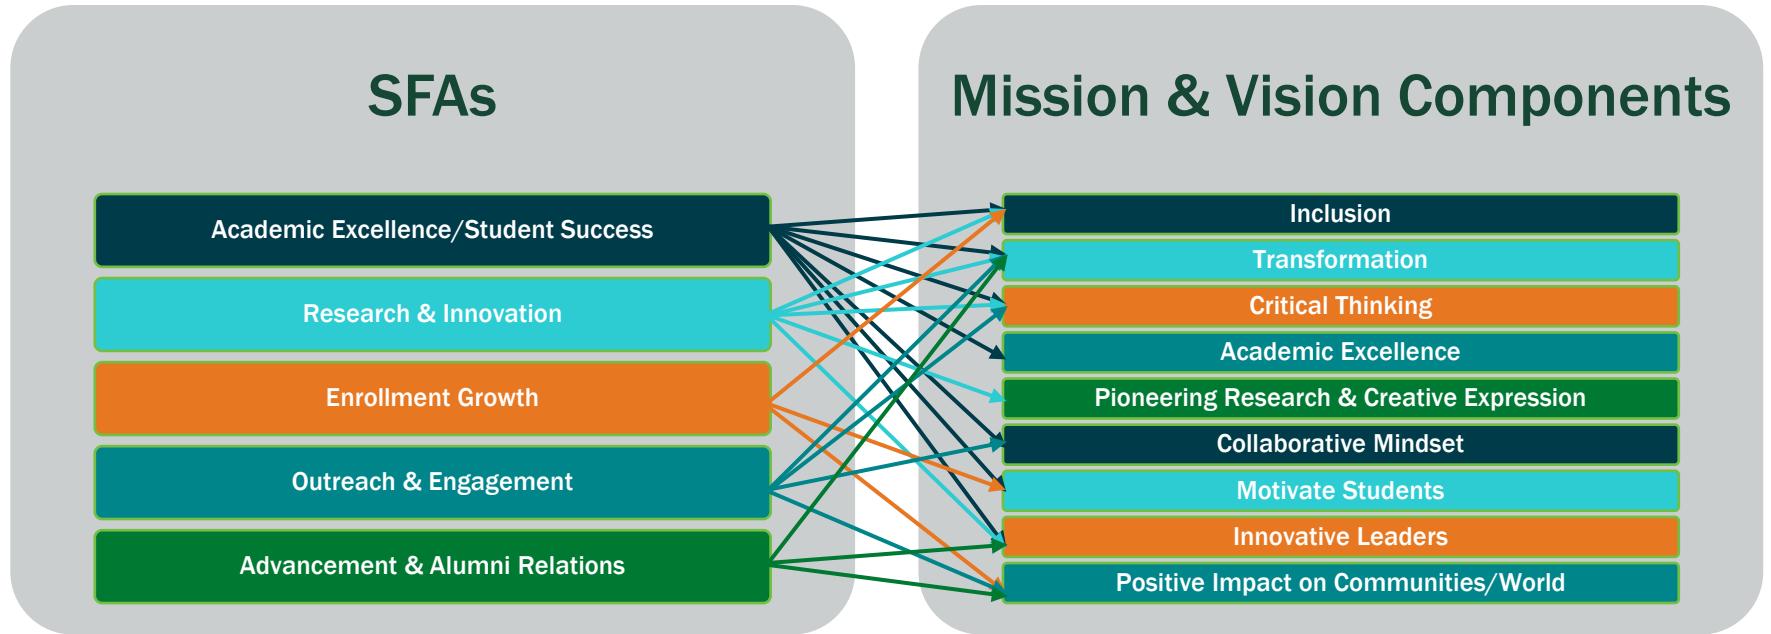 SFAs
Academic Excellence/Student Success
Research & Innovation
Enrollment Growth
Outreach & Engagement
Advancement & Alumni Relations
Mission & Vision Components
Inclusion
Transformation
Critical Thinking
Academic Excellence
Pioneering Research & Creative Expression
Collaborative Mindset
Motivate Students
Innovative Leaders
Positive Impact on Communities/World